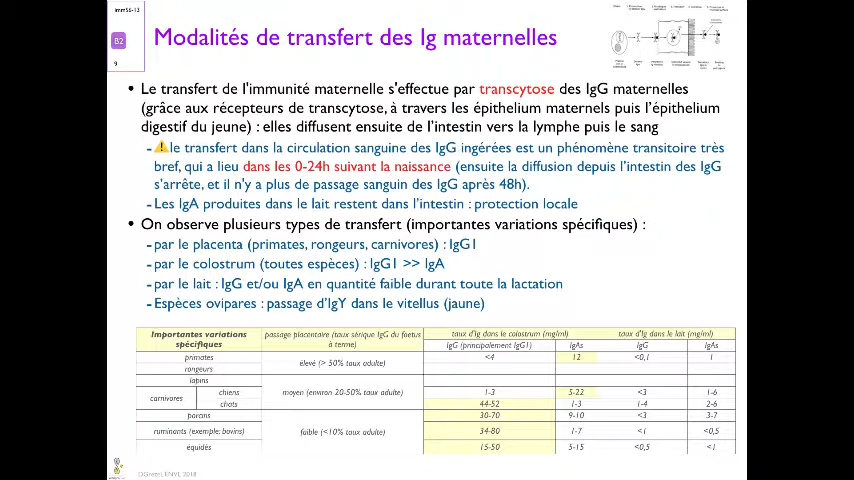 ImmS6-13
B2
9
Modalités de transfert des Ig maternelles
• Le transfert de l'immunité maternelle s'effectue par transcytose des IgG maternelles
(grâce aux récepteurs de transcytose, à travers les épithelium maternels puis l'épithelium
digestif du jeune) : elles diffusent ensuite de l'intestin vers la lymphe puis le sang
- ⚠le transfert dans la circulation sanguine des IgG ingérées est un phénomène transitoire très
bref, qui a lieu dans les 0-24h suivant la naissance (ensuite la diffusion depuis l'intestin des IgG
s'arrête, et il n'y a plus de passage sanguin des IgG après 48h).
- Les IgA produites dans le lait restent dans l'intestin : protection locale
• On observe plusieurs types de transfert (importantes variations spécifiques) :
- par le placenta (primates, rongeurs, carnivores) : IgG1
- par le colostrum (toutes espèces) : IgG1 >> IgA
- par le lait : IgG et/ou IgA en quantité faible durant toute la lactation
- Espèces ovipares : passage d'IgY dans le vitellus (jaune)
Importantes variations spécifiques passage placentaire (taux sérique IgG du foetus à terme) taux d'Ig dans le colostrum (mg/ml) taux d'Ig dans le lait (mg/ml)
IgG (principalement IgG1) IgAs IgG IgAs
primates élevé (> 50% taux adulte) <4 12 <0,1 1
rongeurs
lapins
carnivores chiens moyen (environ 20-50% taux adulte) 1-3 5-22 <3 1-6
chats 44-52 1-3 1-4 2-6
porcins 30-70 9-10 <3 3-7
ruminants (exemple: bovins) faible (<10% taux adulte) 34-80 1-7 <1 <0,5
équidés 15-50 5-15 <0,5 <1
ENVL 2018